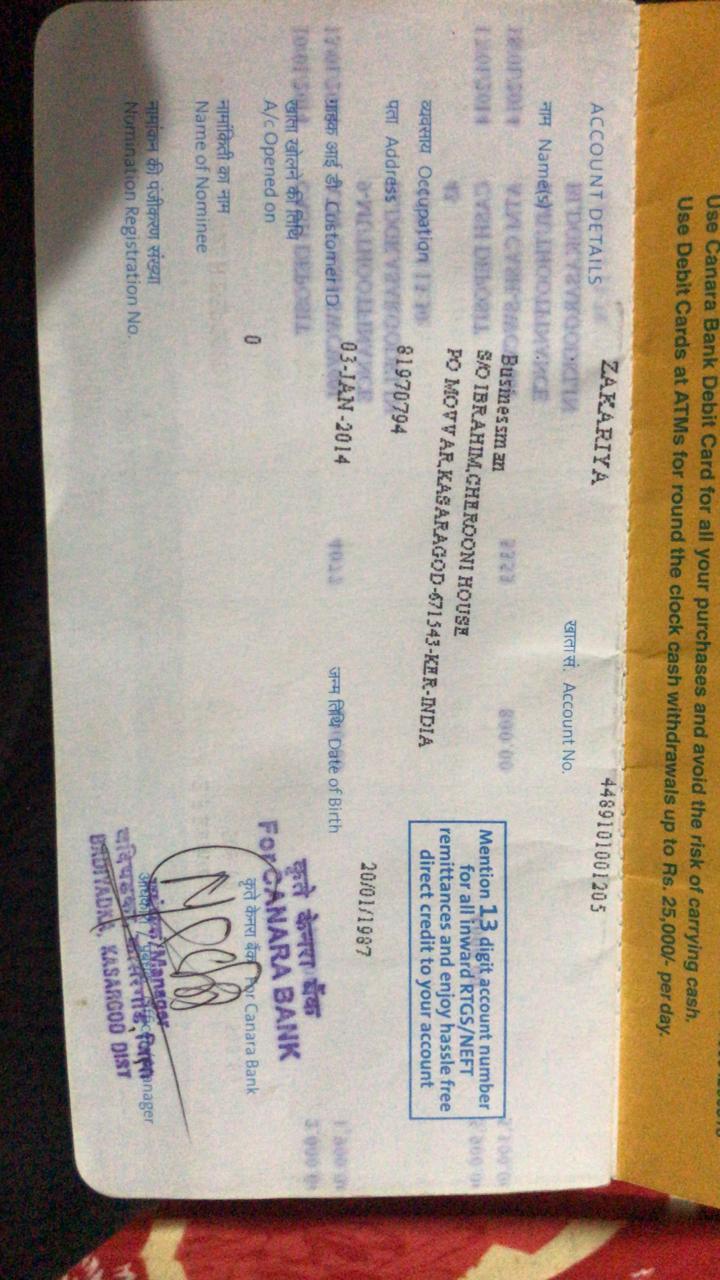 Use Canara Bank Debit Card for all your purchases and avoid the risk of carrying cash.
Use Debit Cards at ATMs for round the clock cash withdrawals up to Rs. 25,000/- per day.
ACCOUNT DETAILS
ZAKARIYA
4489101001205
नाम Name(s)
खाता सं. Account No.
व्यवसाय Occupation
Businessman
पता Address
S/O IBRAHIM,CHEROONI HOUSE
PO MOVVAR,KASARAGOD-671543-KER-INDIA
Mention 13 digit account number
for all inward RTGS/NEFT
remittances and enjoy hassle free
direct credit to your account
ग्राहक आई डी Customer ID
81970794
जन्म तिथि Date of Birth
20/01/1987
खाता खोलने की तिथि
A/c Opened on
03-JAN-2014
नामांकिती का नाम
Name of Nominee
0
कृते केनरा बैंक For Canara Bank
कृते केनरा बैंक
For CANARA BANK
नामांकन की पंजीकरण संख्या
Nomination Registration No.
Manager
KASARGOD DIST